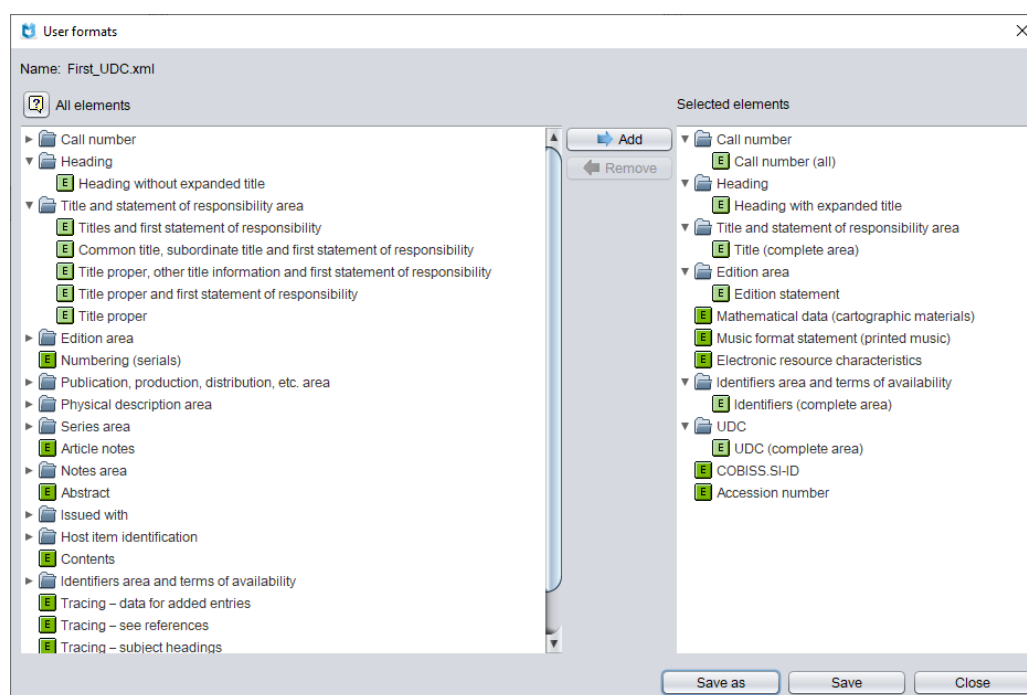 User formats
Name: First_UDC.xml
All elements
Selected elements
Call number
Heading
E Heading without expanded title
Title and statement of responsibility area
E Titles and first statement of responsibility
E Common title, subordinate title and first statement of responsibility
E Title proper, other title information and first statement of responsibility
E Title proper and first statement of responsibility
E Title proper
Edition area
E Numbering (serials)
Publication, production, distribution, etc. area
Physical description area
Series area
E Article notes
Notes area
E Abstract
Issued with
Host item identification
E Contents
Identifiers area and terms of availability
E Tracing – data for added entries
E Tracing – see references
E Tracing – subject headings
Add
Remove
Call number
E Call number (all)
Heading
E Heading with expanded title
Title and statement of responsibility area
E Title (complete area)
Edition area
E Edition statement
E Mathematical data (cartographic materials)
E Music format statement (printed music)
E Electronic resource characteristics
Identifiers area and terms of availability
E Identifiers (complete area)
UDC
E UDC (complete area)
E COBISS.SI-ID
E Accession number
Save as
Save
Close